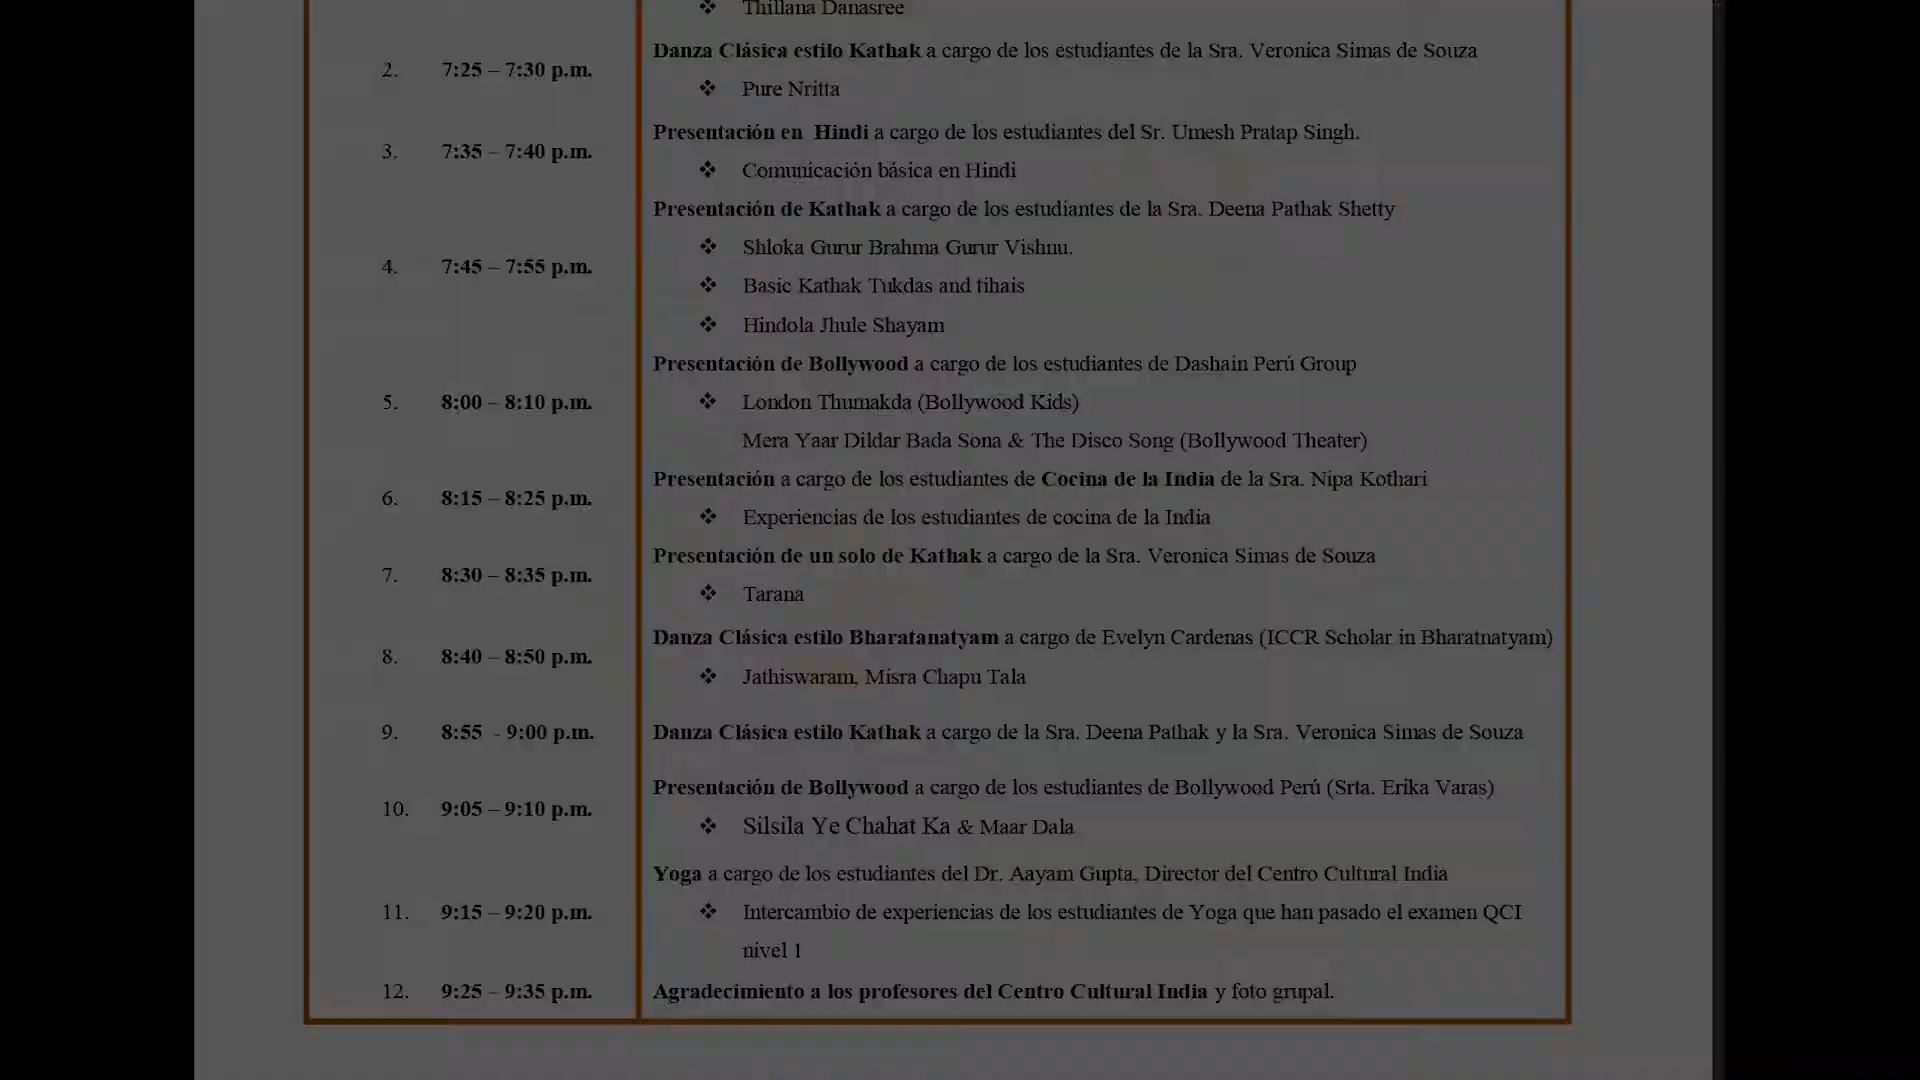 ❖ Thillana Danasree
2. 7:25 – 7:30 p.m.
Danza Clásica estilo Kathak a cargo de los estudiantes de la Sra. Veronica Simas de Souza
❖ Pure Nritta
3. 7:35 – 7:40 p.m.
Presentación en Hindi a cargo de los estudiantes del Sr. Umesh Pratap Singh.
❖ Comunicación básica en Hindi
4. 7:45 – 7:55 p.m.
Presentación de Kathak a cargo de los estudiantes de la Sra. Deena Pathak Shetty
❖ Shloka Gurur Brahma Gurur Vishnu.
❖ Basic Kathak Tukdas and tihais
❖ Hindola Jhule Shayam
5. 8:00 – 8:10 p.m.
Presentación de Bollywood a cargo de los estudiantes de Dashain Perú Group
❖ London Thumakda (Bollywood Kids)
Mera Yaar Dildar Bada Sona & The Disco Song (Bollywood Theater)
6. 8:15 – 8:25 p.m.
Presentación a cargo de los estudiantes de Cocina de la India de la Sra. Nipa Kothari
❖ Experiencias de los estudiantes de cocina de la India
7. 8:30 – 8:35 p.m.
Presentación de un solo de Kathak a cargo de la Sra. Veronica Simas de Souza
❖ Tarana
8. 8:40 – 8:50 p.m.
Danza Clásica estilo Bharatanatyam a cargo de Evelyn Cardenas (ICCR Scholar in Bharatnatyam)
❖ Jathiswaram, Misra Chapu Tala
9. 8:55 - 9:00 p.m.
Danza Clásica estilo Kathak a cargo de la Sra. Deena Pathak y la Sra. Veronica Simas de Souza
10. 9:05 – 9:10 p.m.
Presentación de Bollywood a cargo de los estudiantes de Bollywood Perú (Srta. Erika Varas)
❖ Silsila Ye Chahat Ka & Maar Dala
11. 9:15 – 9:20 p.m.
Yoga a cargo de los estudiantes del Dr. Aayam Gupta, Director del Centro Cultural India
❖ Intercambio de experiencias de los estudiantes de Yoga que han pasado el examen QCI
nivel 1
12. 9:25 – 9:35 p.m.
Agradecimiento a los profesores del Centro Cultural India y foto grupal.